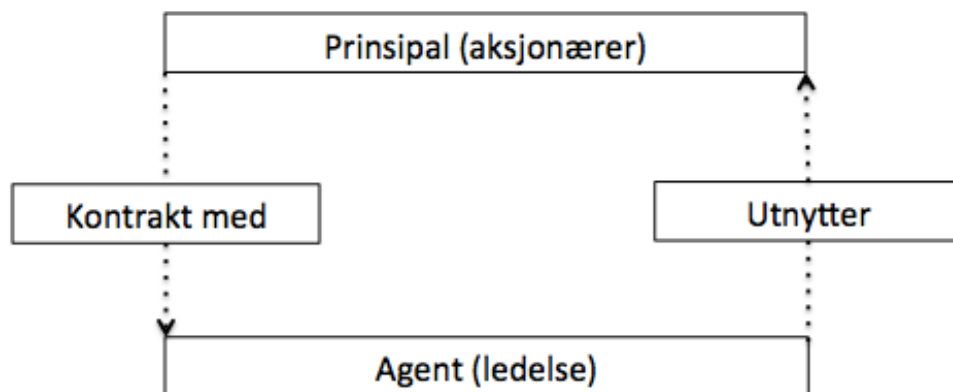 Prinsipal (aksjonærer)
Kontrakt med
Utnytter
Agent (ledelse)